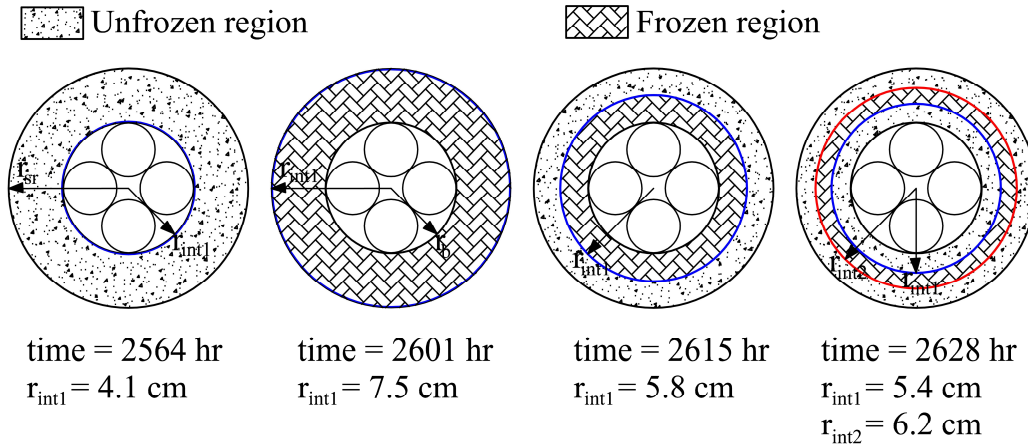 Unfrozen region
Frozen region
r_sr
r_int1
r_int1
r_b
r_int1
r_int2
r_int1
time = 2564 hr
r_int1 = 4.1 cm
time = 2601 hr
r_int1 = 7.5 cm
time = 2615 hr
r_int1 = 5.8 cm
time = 2628 hr
r_int1 = 5.4 cm
r_int2 = 6.2 cm